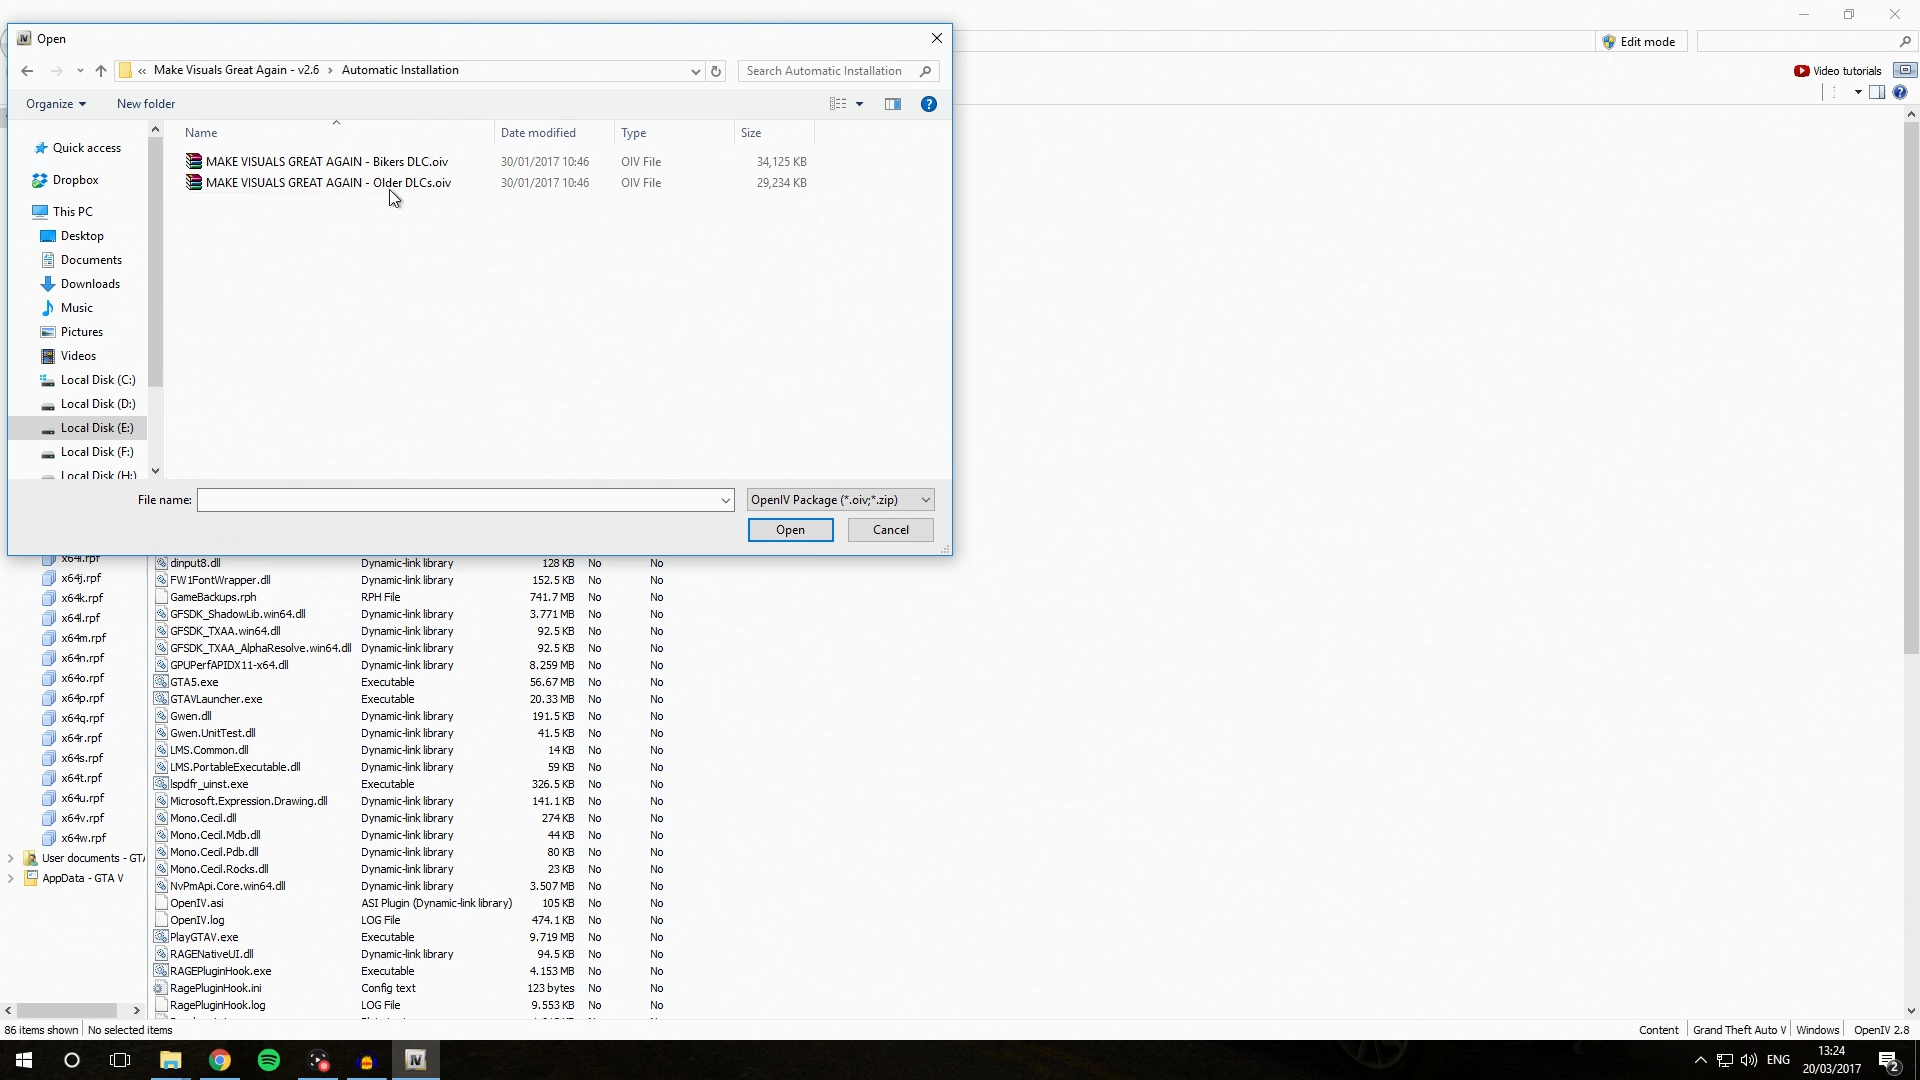 Open
Edit mode
« Make Visuals Great Again - v2.6 › Automatic Installation
Search Automatic Installation
Video tutorials
Organize
New folder
Name
Date modified
Type
Size
Quick access
MAKE VISUALS GREAT AGAIN - Bikers DLC.oiv 30/01/2017 10:46 OIV File 34,125 KB
Dropbox
MAKE VISUALS GREAT AGAIN - Older DLCs.oiv 30/01/2017 10:46 OIV File 29,234 KB
This PC
Desktop
Documents
Downloads
Music
Pictures
Videos
Local Disk (C:)
Local Disk (D:)
Local Disk (E:)
Local Disk (F:)
Local Disk (H:)
File name:
OpenIV Package (*.oiv;*.zip)
Open
Cancel
x64i.rpf
x64j.rpf
x64k.rpf
x64l.rpf
x64m.rpf
x64n.rpf
x64o.rpf
x64p.rpf
x64q.rpf
x64r.rpf
x64s.rpf
x64t.rpf
x64u.rpf
x64v.rpf
x64w.rpf
User documents - GTA
AppData - GTA V
dinput8.dll Dynamic-link library 128 KB No No
FW1FontWrapper.dll Dynamic-link library 152.5 KB No No
GameBackups.rph RPH File 741.7 MB No No
GFSDK_ShadowLib.win64.dll Dynamic-link library 3.771 MB No No
GFSDK_TXAA.win64.dll Dynamic-link library 92.5 KB No No
GFSDK_TXAA_AlphaResolve.win64.dll Dynamic-link library 92.5 KB No No
GPUPerfAPIDX11-x64.dll Dynamic-link library 8.259 MB No No
GTA5.exe Executable 56.67 MB No No
GTAVLauncher.exe Executable 20.33 MB No No
Gwen.dll Dynamic-link library 191.5 KB No No
Gwen.UnitTest.dll Dynamic-link library 41.5 KB No No
LMS.Common.dll Dynamic-link library 14 KB No No
LMS.PortableExecutable.dll Dynamic-link library 59 KB No No
lspdfr_uinst.exe Executable 326.5 KB No No
Microsoft.Expression.Drawing.dll Dynamic-link library 141.1 KB No No
Mono.Cecil.dll Dynamic-link library 274 KB No No
Mono.Cecil.Mdb.dll Dynamic-link library 44 KB No No
Mono.Cecil.Pdb.dll Dynamic-link library 80 KB No No
Mono.Cecil.Rocks.dll Dynamic-link library 23 KB No No
NvPmApi.Core.win64.dll Dynamic-link library 3.507 MB No No
OpenIV.asi ASI Plugin (Dynamic-link library) 105 KB No No
OpenIV.log LOG File 474.1 KB No No
PlayGTAV.exe Executable 9.719 MB No No
RAGENativeUI.dll Dynamic-link library 94.5 KB No No
RAGEPluginHook.exe Executable 4.153 MB No No
RagePluginHook.ini Config text 123 bytes No No
RagePluginHook.log LOG File 9.553 KB No No
86 items shown
No selected items
Content
Grand Theft Auto V
Windows
OpenIV 2.8
ENG
13:24
20/03/2017
2